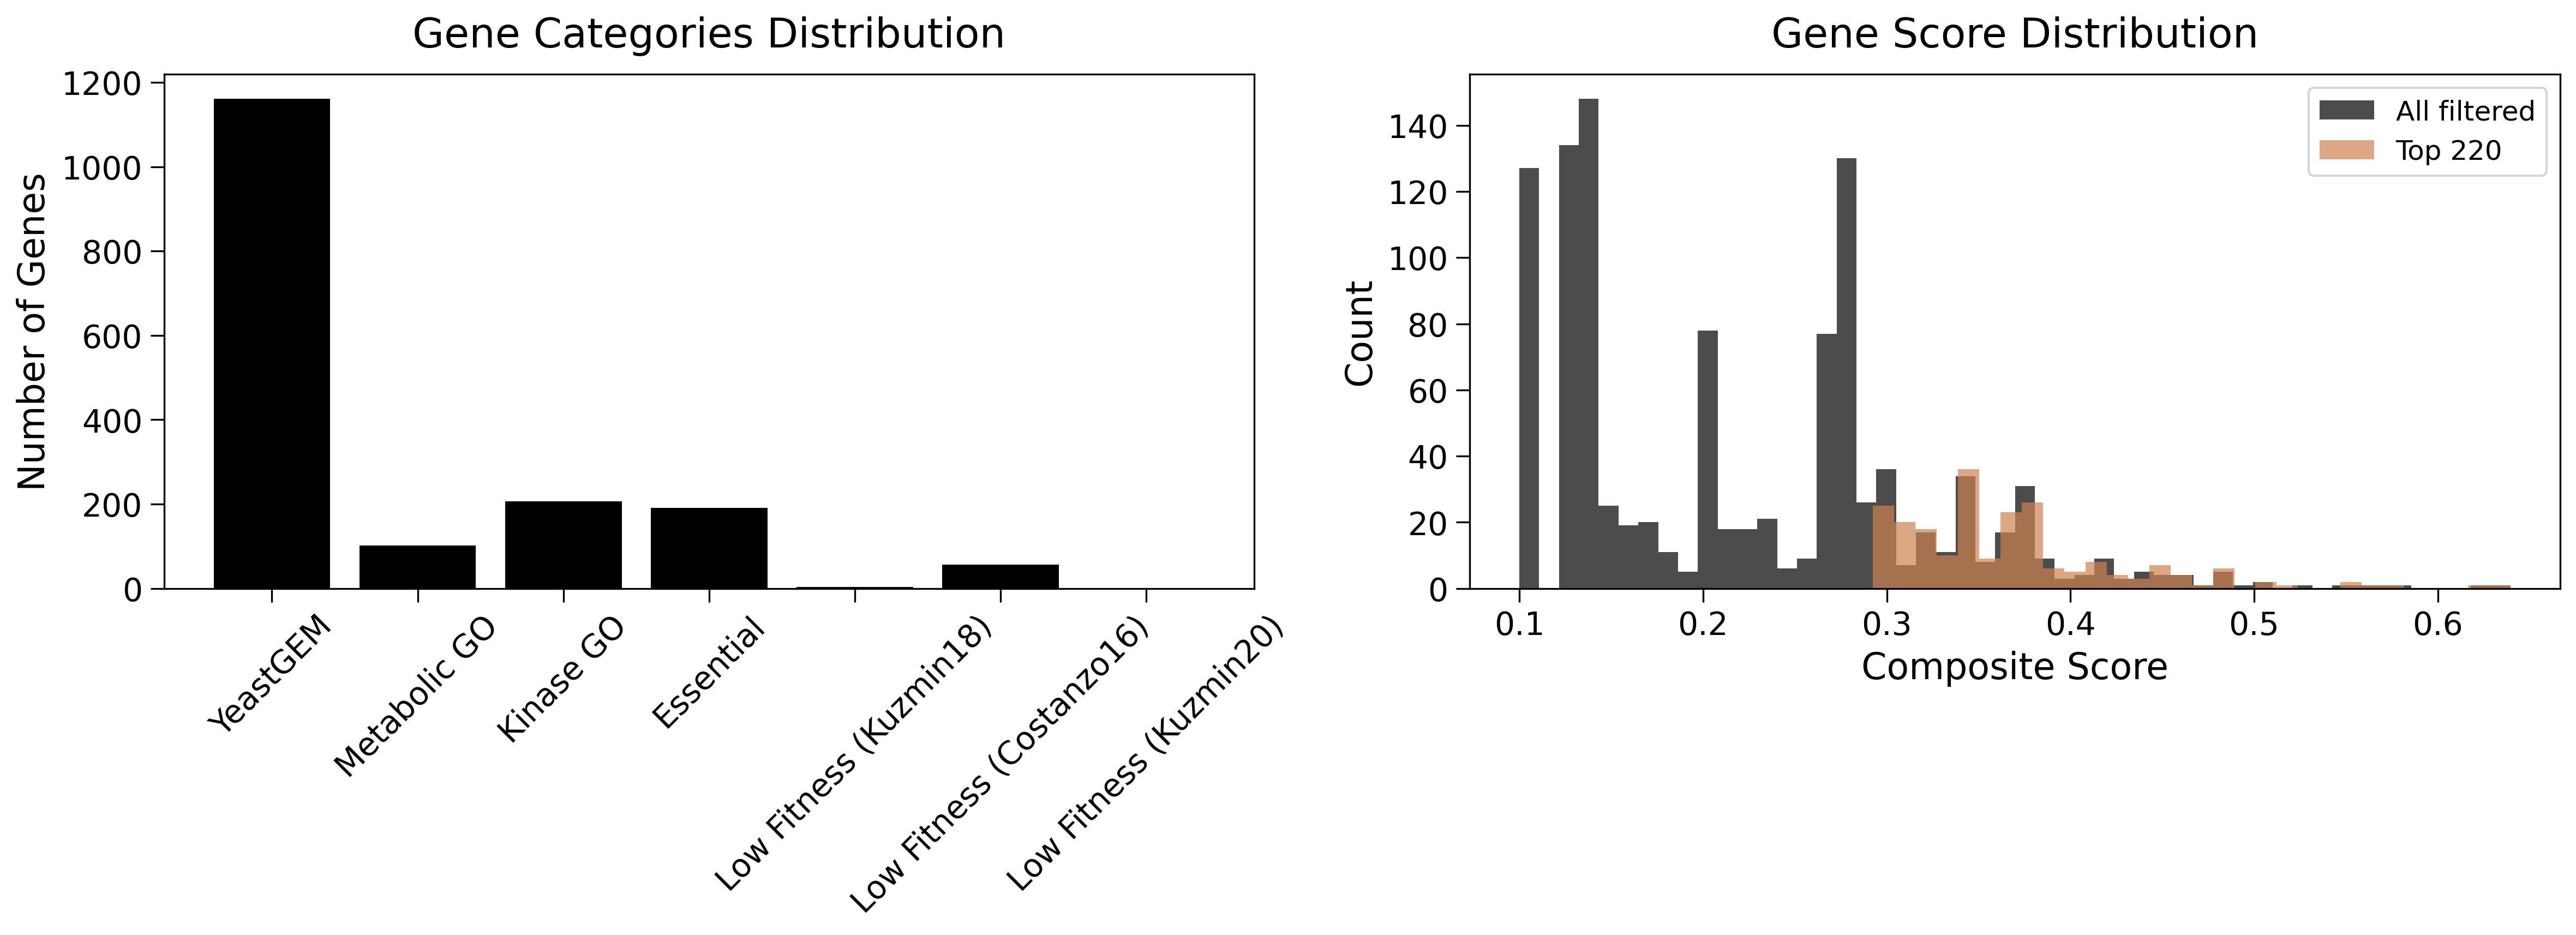 Gene Categories Distribution
Number of Genes
1200
1000
800
600
400
200
0
YeastGEM
Metabolic GO
Kinase GO
Essential
Low Fitness (Kuzmin18)
Low Fitness (Costanzo16)
Low Fitness (Kuzmin20)
Gene Score Distribution
Count
140
120
100
80
60
40
20
0
0.1
0.2
0.3
0.4
0.5
0.6
Composite Score
All filtered
Top 220